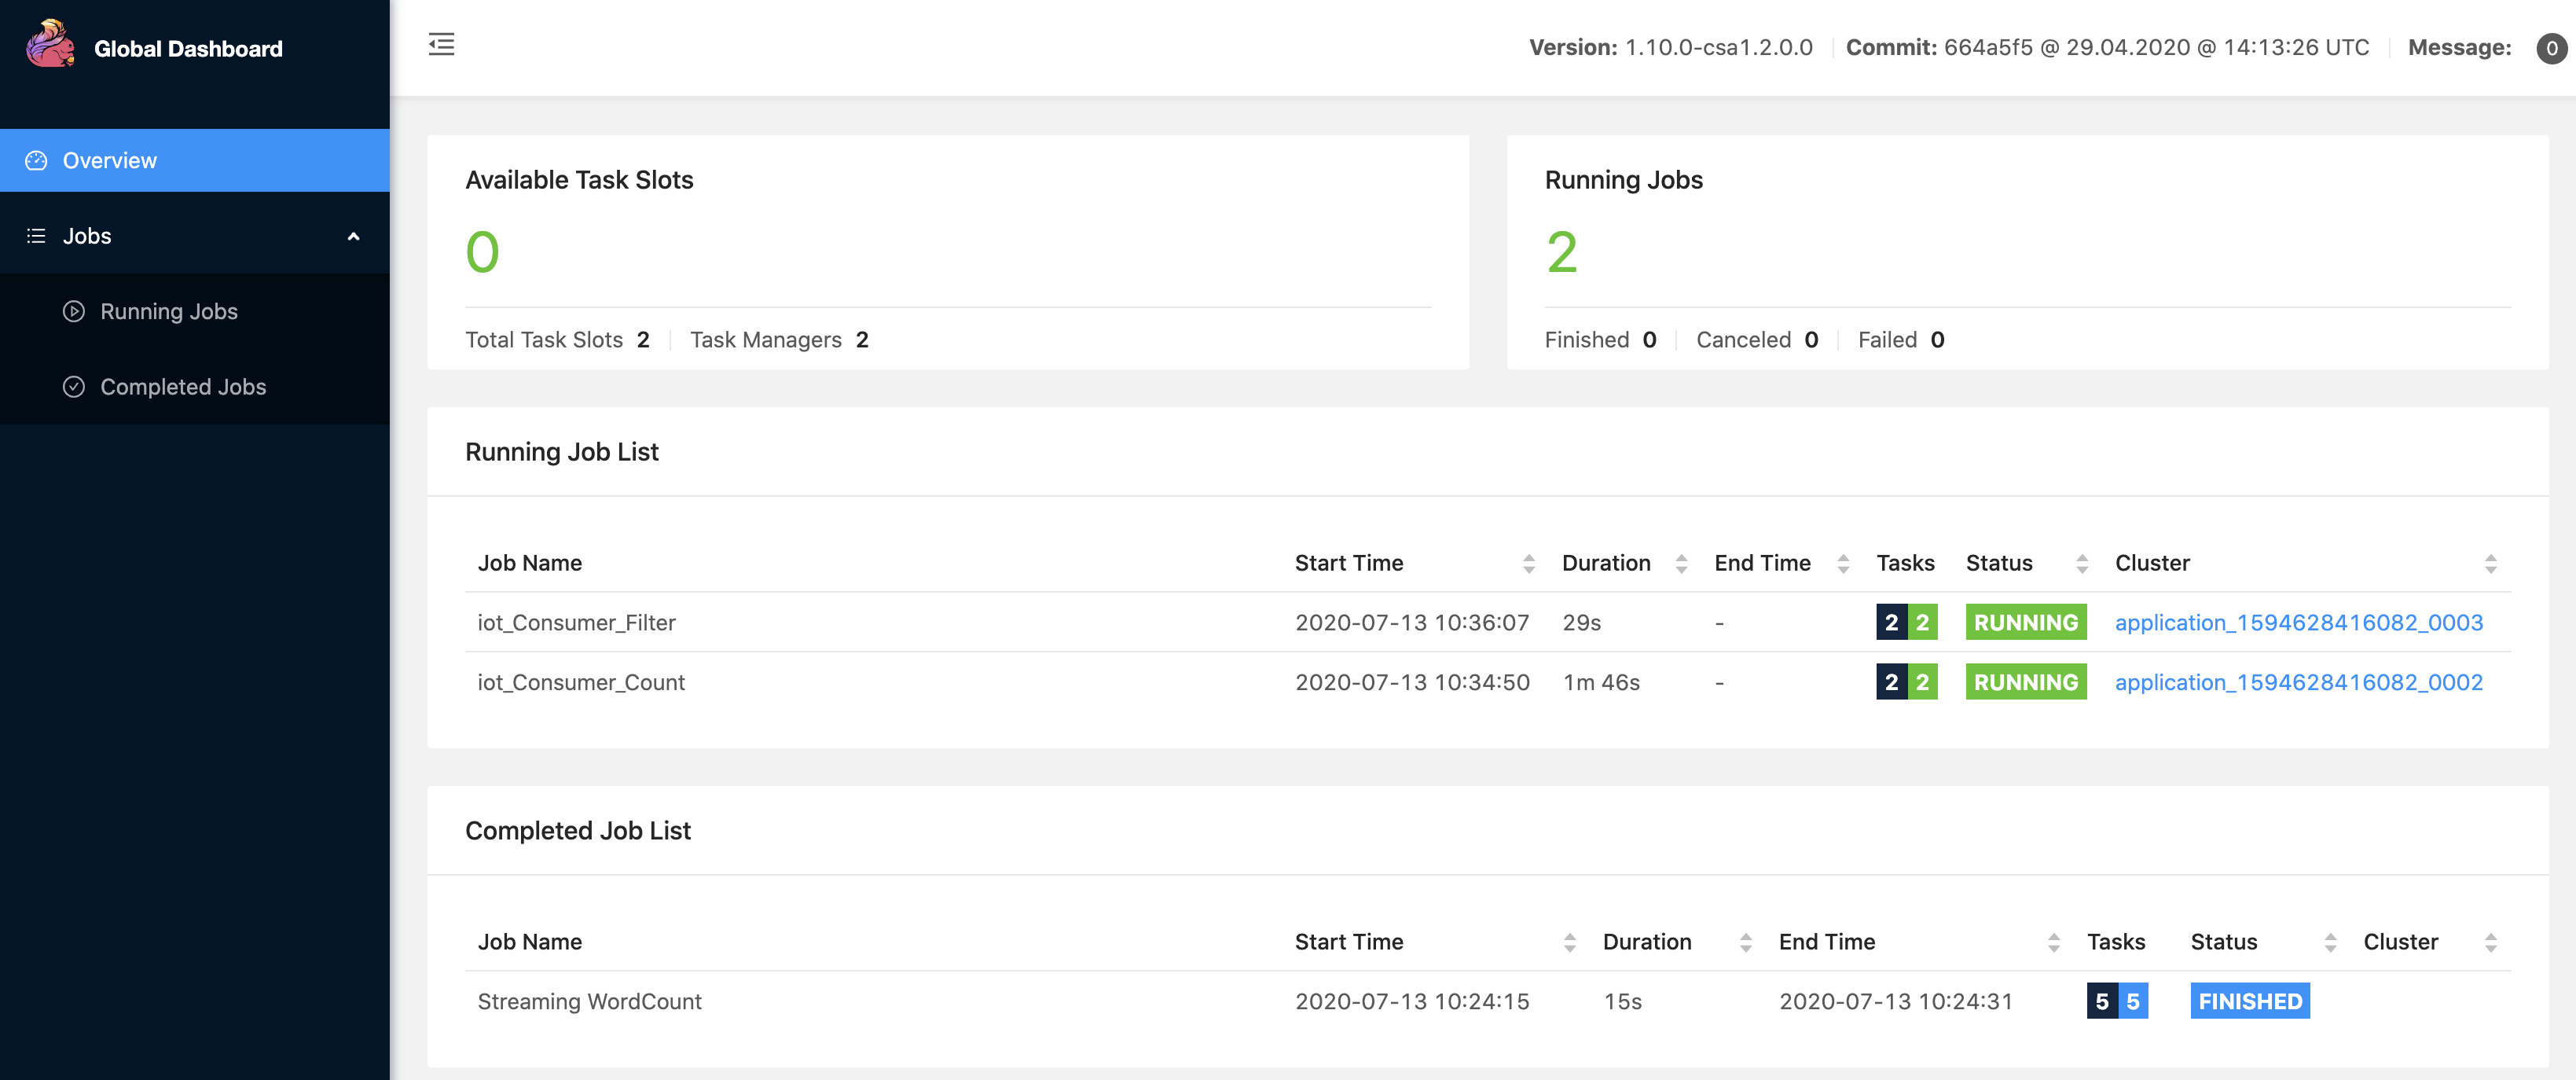 Global Dashboard
Version: 1.10.0-csa1.2.0.0 Commit: 664a5f5 @ 29.04.2020 @ 14:13:26 UTC Message: 0
Overview
Jobs
Running Jobs
Completed Jobs
Available Task Slots
0
Total Task Slots 2 Task Managers 2
Running Jobs
2
Finished 0 Canceled 0 Failed 0
Running Job List
Job Name Start Time Duration End Time Tasks Status Cluster
iot_Consumer_Filter 2020-07-13 10:36:07 29s - 2 2 RUNNING application_1594628416082_0003
iot_Consumer_Count 2020-07-13 10:34:50 1m 46s - 2 2 RUNNING application_1594628416082_0002
Completed Job List
Job Name Start Time Duration End Time Tasks Status Cluster
Streaming WordCount 2020-07-13 10:24:15 15s 2020-07-13 10:24:31 5 5 FINISHED